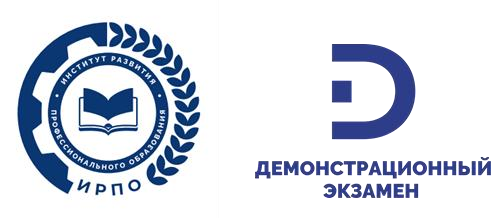 • ИНСТИТУТ РАЗВИТИЯ •
ПРОФЕССИОНАЛЬНОГО ОБРАЗОВАНИЯ
ИРПО
ДЕМОНСТРАЦИОННЫЙ
ЭКЗАМЕН